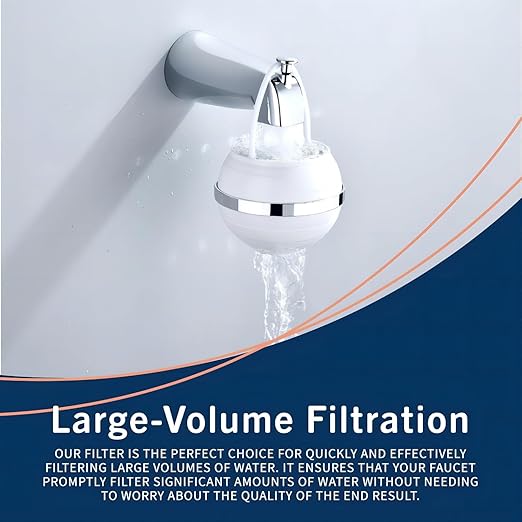 Large-Volume Filtration
OUR FILTER IS THE PERFECT CHOICE FOR QUICKLY AND EFFECTIVELY
FILTERING LARGE VOLUMES OF WATER. IT ENSURES THAT YOUR FAUCET
PROMPTLY FILTER SIGNIFICANT AMOUNTS OF WATER WITHOUT NEEDING
TO WORRY ABOUT THE QUALITY OF THE END RESULT.